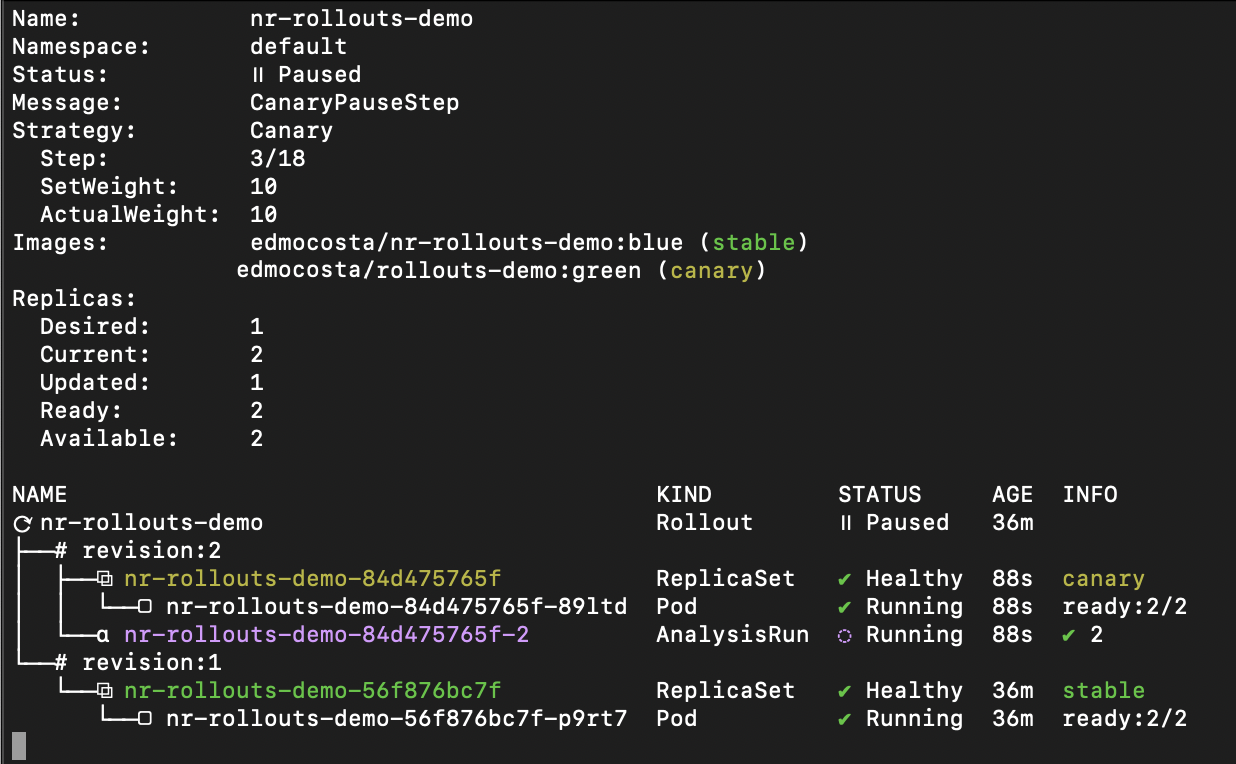 Name:            nr-rollouts-demo
Namespace:       default
Status:          ॥ Paused
Message:         CanaryPauseStep
Strategy:        Canary
  Step:          3/18
  SetWeight:     10
  ActualWeight:  10
Images:          edmocosta/nr-rollouts-demo:blue (stable)
                edmocosta/rollouts-demo:green (canary)
Replicas:
  Desired:       1
  Current:       2
  Updated:       1
  Ready:         2
  Available:     2

NAME                                          KIND         STATUS     AGE  INFO
⟳ nr-rollouts-demo                            Rollout      ॥ Paused   36m
├──# revision:2
│  ├──⧉ nr-rollouts-demo-84d475765f           ReplicaSet   ✔ Healthy  88s  canary
│  │  └──□ nr-rollouts-demo-84d475765f-89ltd  Pod          ✔ Running  88s  ready:2/2
│  └──α nr-rollouts-demo-84d475765f-2         AnalysisRun  ◌ Running  88s  ✔ 2
└──# revision:1
   └──⧉ nr-rollouts-demo-56f876bc7f           ReplicaSet   ✔ Healthy  36m  stable
      └──□ nr-rollouts-demo-56f876bc7f-p9rt7  Pod          ✔ Running  36m  ready:2/2